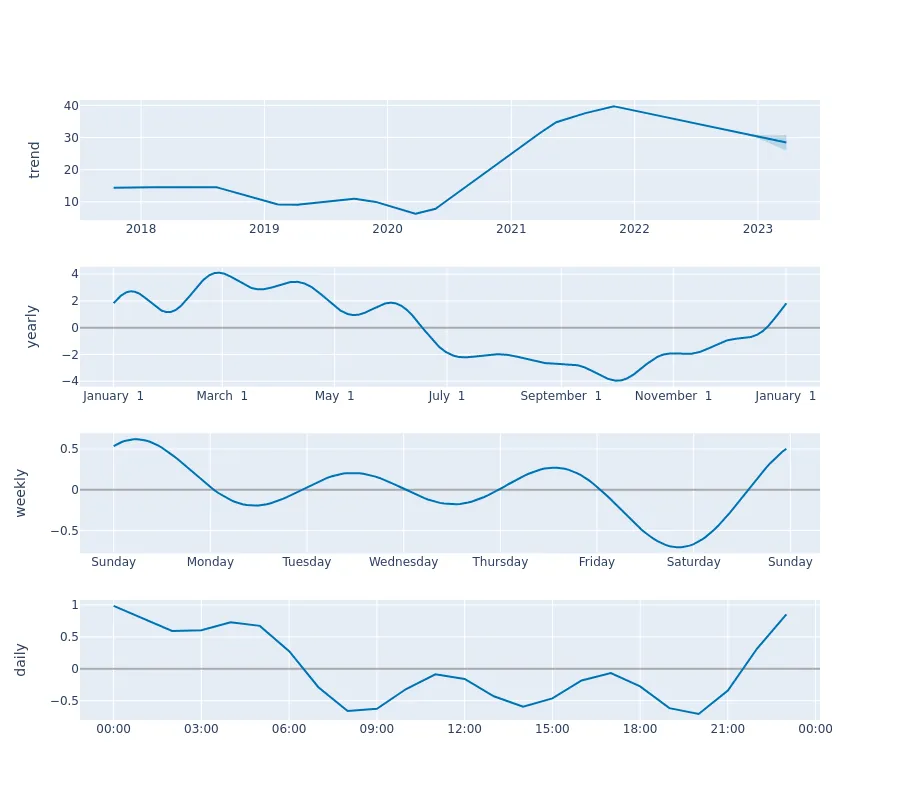 40
30
20
10
trend
2018 2019 2020 2021 2022 2023
4
2
0
−2
−4
yearly
January 1 March 1 May 1 July 1 September 1 November 1 January 1
0.5
0
−0.5
weekly
Sunday Monday Tuesday Wednesday Thursday Friday Saturday Sunday
1
0.5
0
−0.5
daily
00:00 03:00 06:00 09:00 12:00 15:00 18:00 21:00 00:00